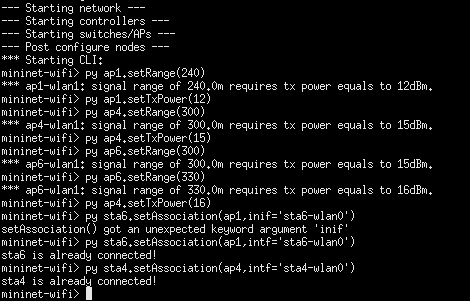 --- Starting network ---
--- Starting controllers ---
--- Starting switches/APs ---
--- Post configure nodes ---
*** Starting CLI:
mininet-wifi> py ap1.setRange(240)
*** ap1-wlan1: signal range of 240.0m requires tx power equals to 12dBm.
mininet-wifi> py ap1.setTxPower(12)
mininet-wifi> py ap4.setRange(300)
*** ap4-wlan1: signal range of 300.0m requires tx power equals to 15dBm.
mininet-wifi> py ap4.setTxPower(15)
mininet-wifi> py ap6.setRange(300)
*** ap6-wlan1: signal range of 300.0m requires tx power equals to 15dBm.
mininet-wifi> py ap6.setRange(330)
*** ap6-wlan1: signal range of 330.0m requires tx power equals to 16dBm.
mininet-wifi> py ap4.setTxPower(16)
mininet-wifi> py sta6.setAssociation(ap1,inif='sta6-wlan0')
setAssociation() got an unexpected keyword argument 'inif'
mininet-wifi> py sta6.setAssociation(ap1,intf='sta6-wlan0')
sta6 is already connected!
mininet-wifi> py sta4.setAssociation(ap4,intf='sta4-wlan0')
sta4 is already connected!
mininet-wifi>